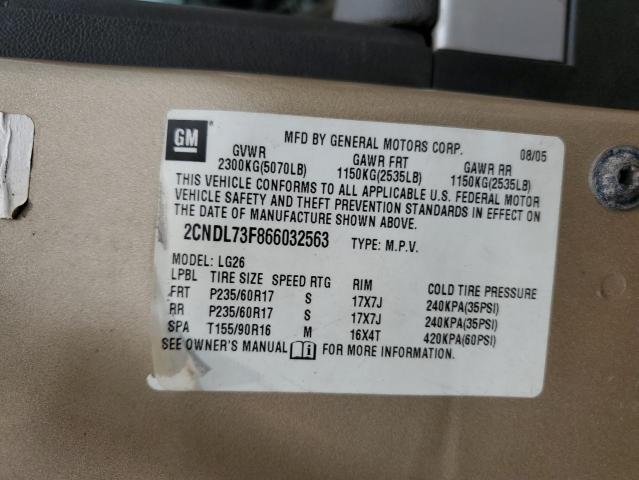 GM
MFD BY GENERAL MOTORS CORP. 08/05
GVWR GAWR FRT GAWR RR
2300KG(5070LB) 1150KG(2535LB) 1150KG(2535LB)
THIS VEHICLE CONFORMS TO ALL APPLICABLE U.S. FEDERAL MOTOR
VEHICLE SAFETY AND THEFT PREVENTION STANDARDS IN EFFECT ON
THE DATE OF MANUFACTURE SHOWN ABOVE.
2CNDL73F866032563 TYPE: M.P.V.
MODEL: LG26
LPBL TIRE SIZE SPEED RTG RIM COLD TIRE PRESSURE
FRT P235/60R17 S 17X7J 240KPA(35PSI)
RR P235/60R17 S 17X7J 240KPA(35PSI)
SPA T155/90R16 M 16X4T 420KPA(60PSI)
SEE OWNER'S MANUAL FOR MORE INFORMATION.